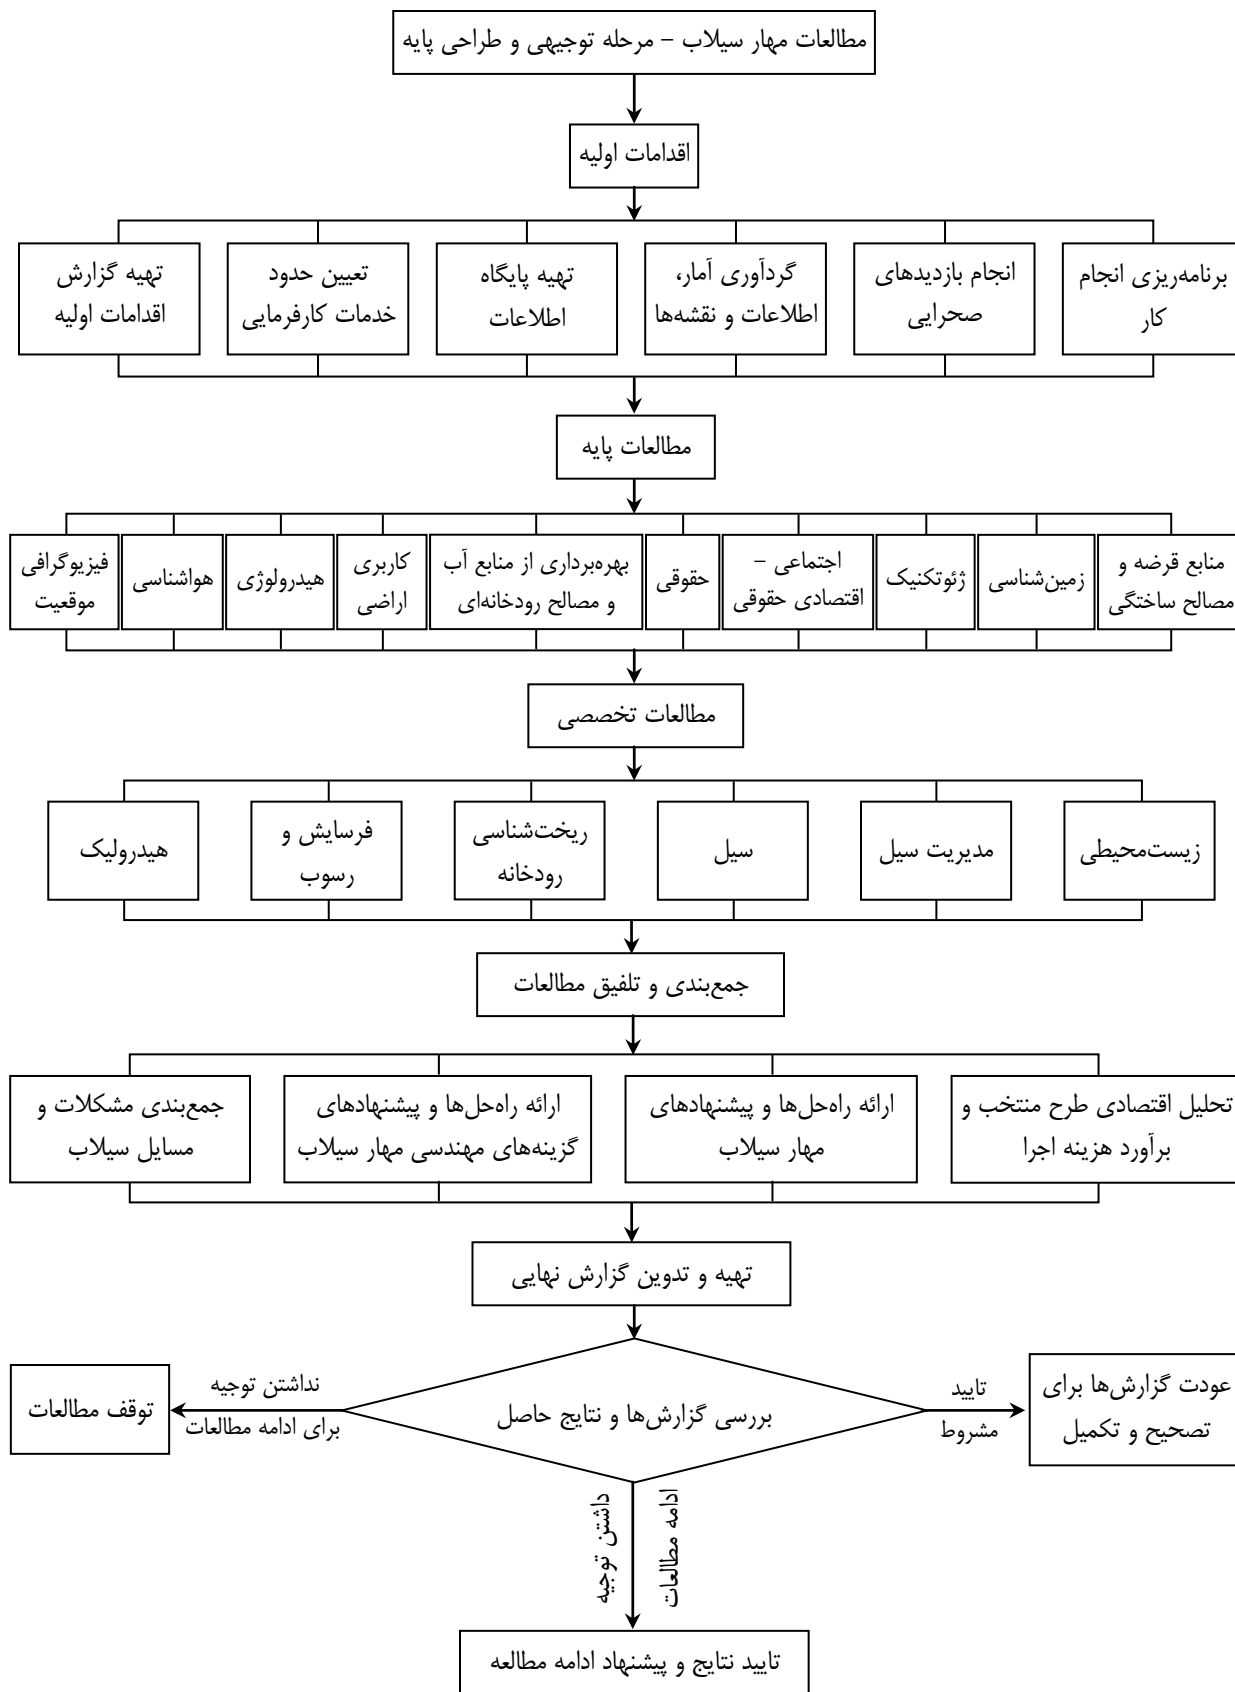 مطالعات مهار سیلاب – مرحله توجیهی و طراحی پایه
اقدامات اولیه
برنامه‌ریزی انجام
کار
انجام بازدیدهای
صحرایی
گردآوری آمار،
اطلاعات و نقشه‌ها
تهیه پایگاه
اطلاعات
تعیین حدود
خدمات کارفرمایی
تهیه گزارش
اقدامات اولیه
مطالعات پایه
منابع قرضه و
مصالح ساختگی
زمین‌شناسی
ژئوتکنیک
اجتماعی –
اقتصادی حقوقی
حقوقی
بهره‌برداری از منابع آب
و مصالح رودخانه‌ای
کاربری
اراضی
هیدرولوژی
هواشناسی
فیزیوگرافی
موقعیت
مطالعات تخصصی
زیست‌محیطی
مدیریت سیل
سیل
ریخت‌شناسی
رودخانه
فرسایش و
رسوب
هیدرولیک
جمع‌بندی و تلفیق مطالعات
تحلیل اقتصادی طرح منتخب و
برآورد هزینه اجرا
ارائه راه‌حل‌ها و پیشنهادهای
مهار سیلاب
ارائه راه‌حل‌ها و پیشنهادهای
گزینه‌های مهندسی مهار سیلاب
جمع‌بندی مشکلات و
مسایل سیلاب
تهیه و تدوین گزارش نهایی
بررسی گزارش‌ها و نتایج حاصل
تایید
مشروط
عودت گزارش‌ها برای
تصحیح و تکمیل
نداشتن توجیه
برای ادامه مطالعات
توقف مطالعات
داشتن توجیه
ادامه مطالعات
تایید نتایج و پیشنهاد ادامه مطالعه